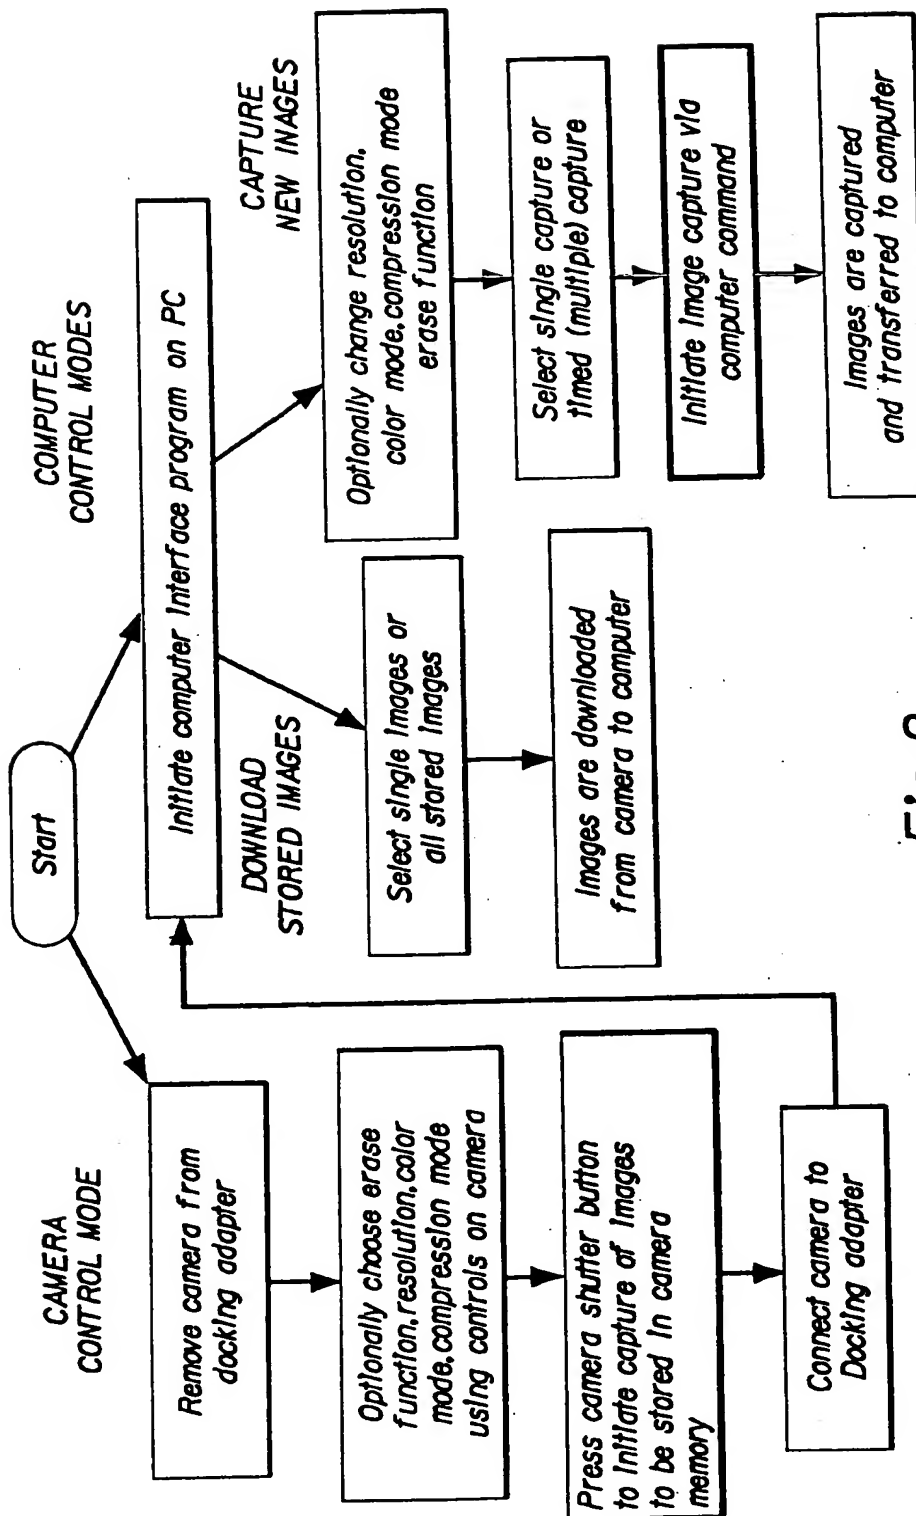 Start
CAMERA
CONTROL MODE
Remove camera from
docking adapter
Optionally choose erase
function,resolution,color
mode,compression mode
using controls on camera
Press camera shutter button
to initiate capture of images
to be stored in camera
memory
Connect camera to
Docking adapter
COMPUTER
CONTROL MODES
Initiate computer interface program on PC
DOWNLOAD
STORED IMAGES
Select single images or
all stored images
Images are downloaded
from camera to computer
CAPTURE
NEW INAGES
Optionally change resolution,
color mode,compression mode
erase function
Select single capture or
timed (multiple) capture
Initiate image capture via
computer command
Images are captured
and transferred to computer